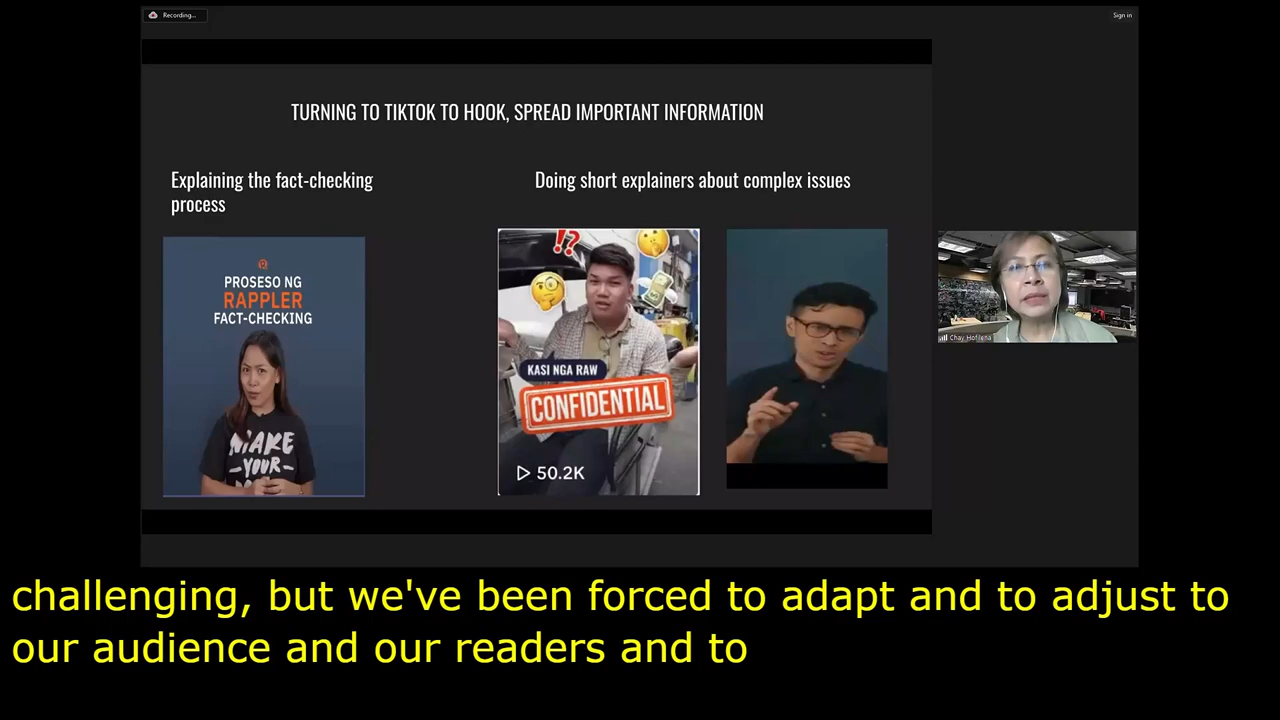 Recording...
Sign in
TURNING TO TIKTOK TO HOOK, SPREAD IMPORTANT INFORMATION
Explaining the fact-checking
process
Doing short explainers about complex issues
PROSESO NG
RAPPLER
FACT-CHECKING
MAKE
YOUR
KASI NGA RAW
CONFIDENTIAL
50.2K
Chay Hofileña
challenging, but we've been forced to adapt and to adjust to
our audience and our readers and to